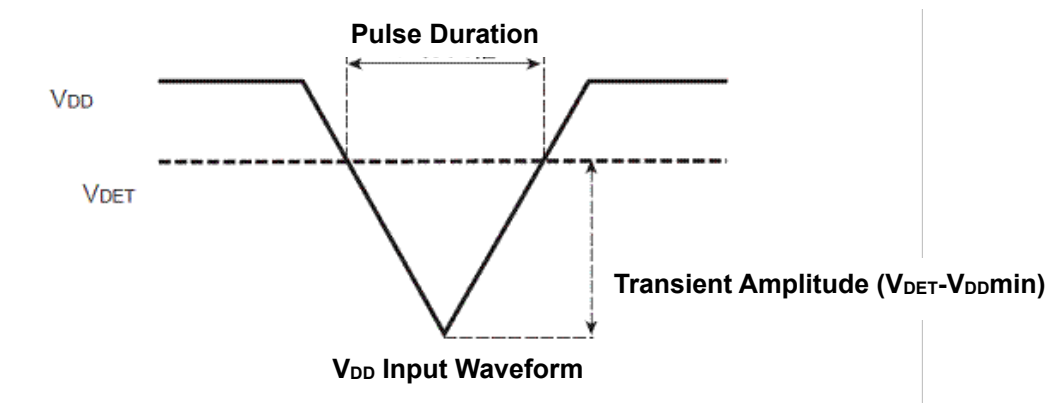 Pulse Duration
VDD
VDET
Transient Amplitude (VDET-VDDmin)
VDD Input Waveform